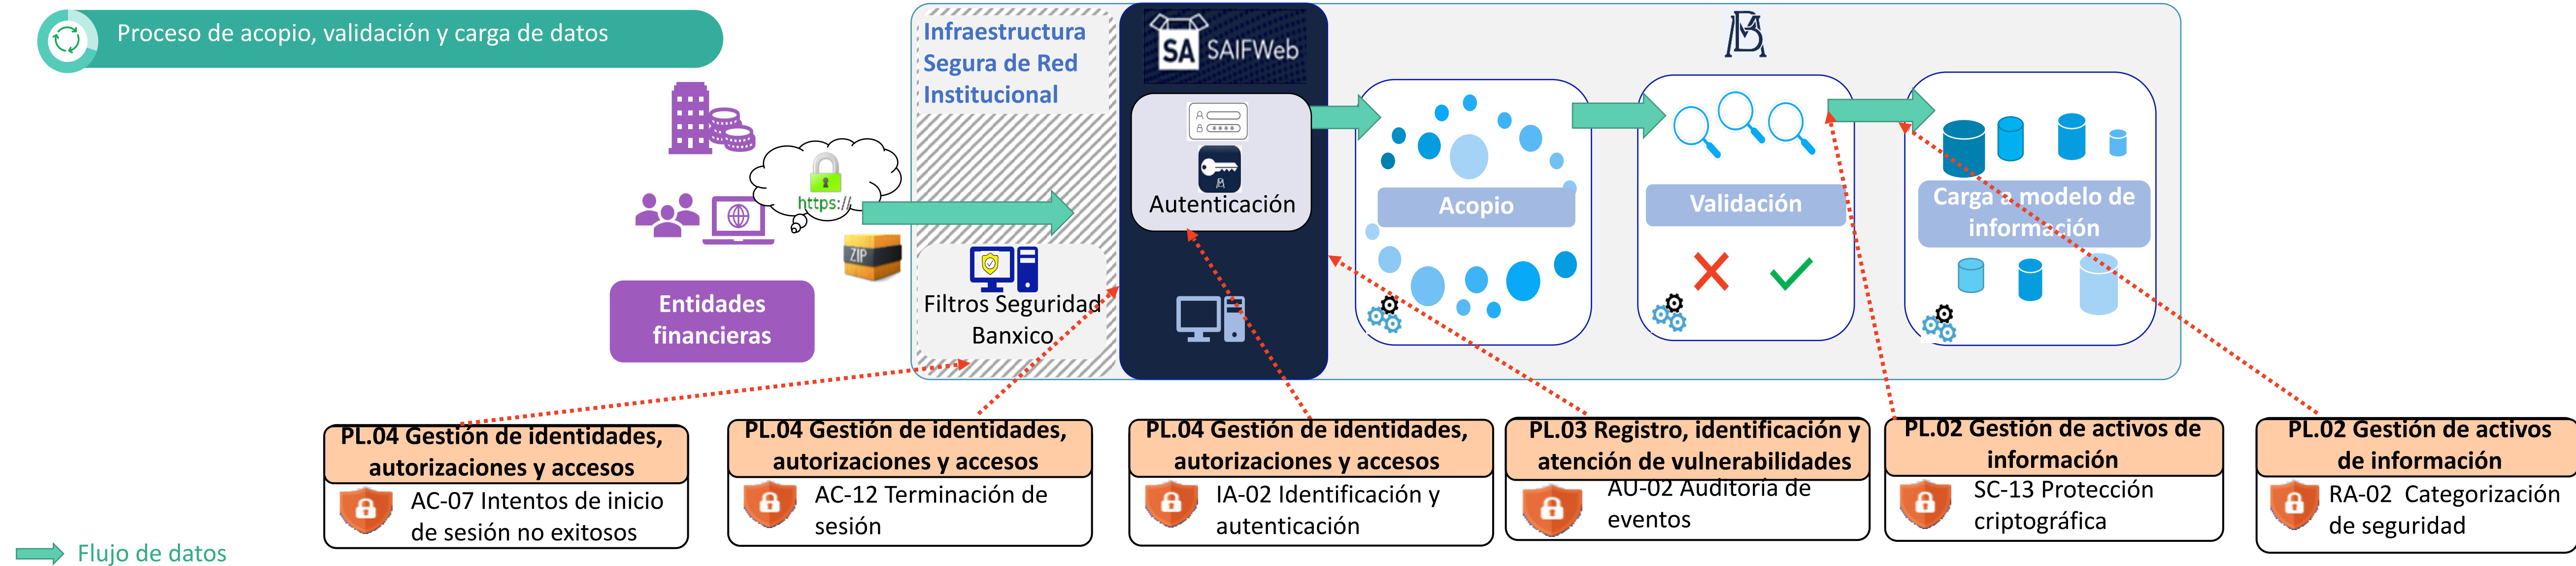 Proceso de acopio, validación y carga de datos
Infraestructura
Segura de Red
Institucional
SA SAIFWeb
https://
ZIP
Autenticación
Acopio
Validación
Carga a modelo de
información
Filtros Seguridad
Banxico
Entidades
financieras
PL.04 Gestión de identidades,
autorizaciones y accesos
AC-07 Intentos de inicio
de sesión no exitosos
PL.04 Gestión de identidades,
autorizaciones y accesos
AC-12 Terminación de
sesión
PL.04 Gestión de identidades,
autorizaciones y accesos
IA-02 Identificación y
autenticación
PL.03 Registro, identificación y
atención de vulnerabilidades
AU-02 Auditoría de
eventos
PL.02 Gestión de activos de
información
SC-13 Protección
criptográfica
PL.02 Gestión de activos
de información
RA-02 Categorización
de seguridad
Flujo de datos